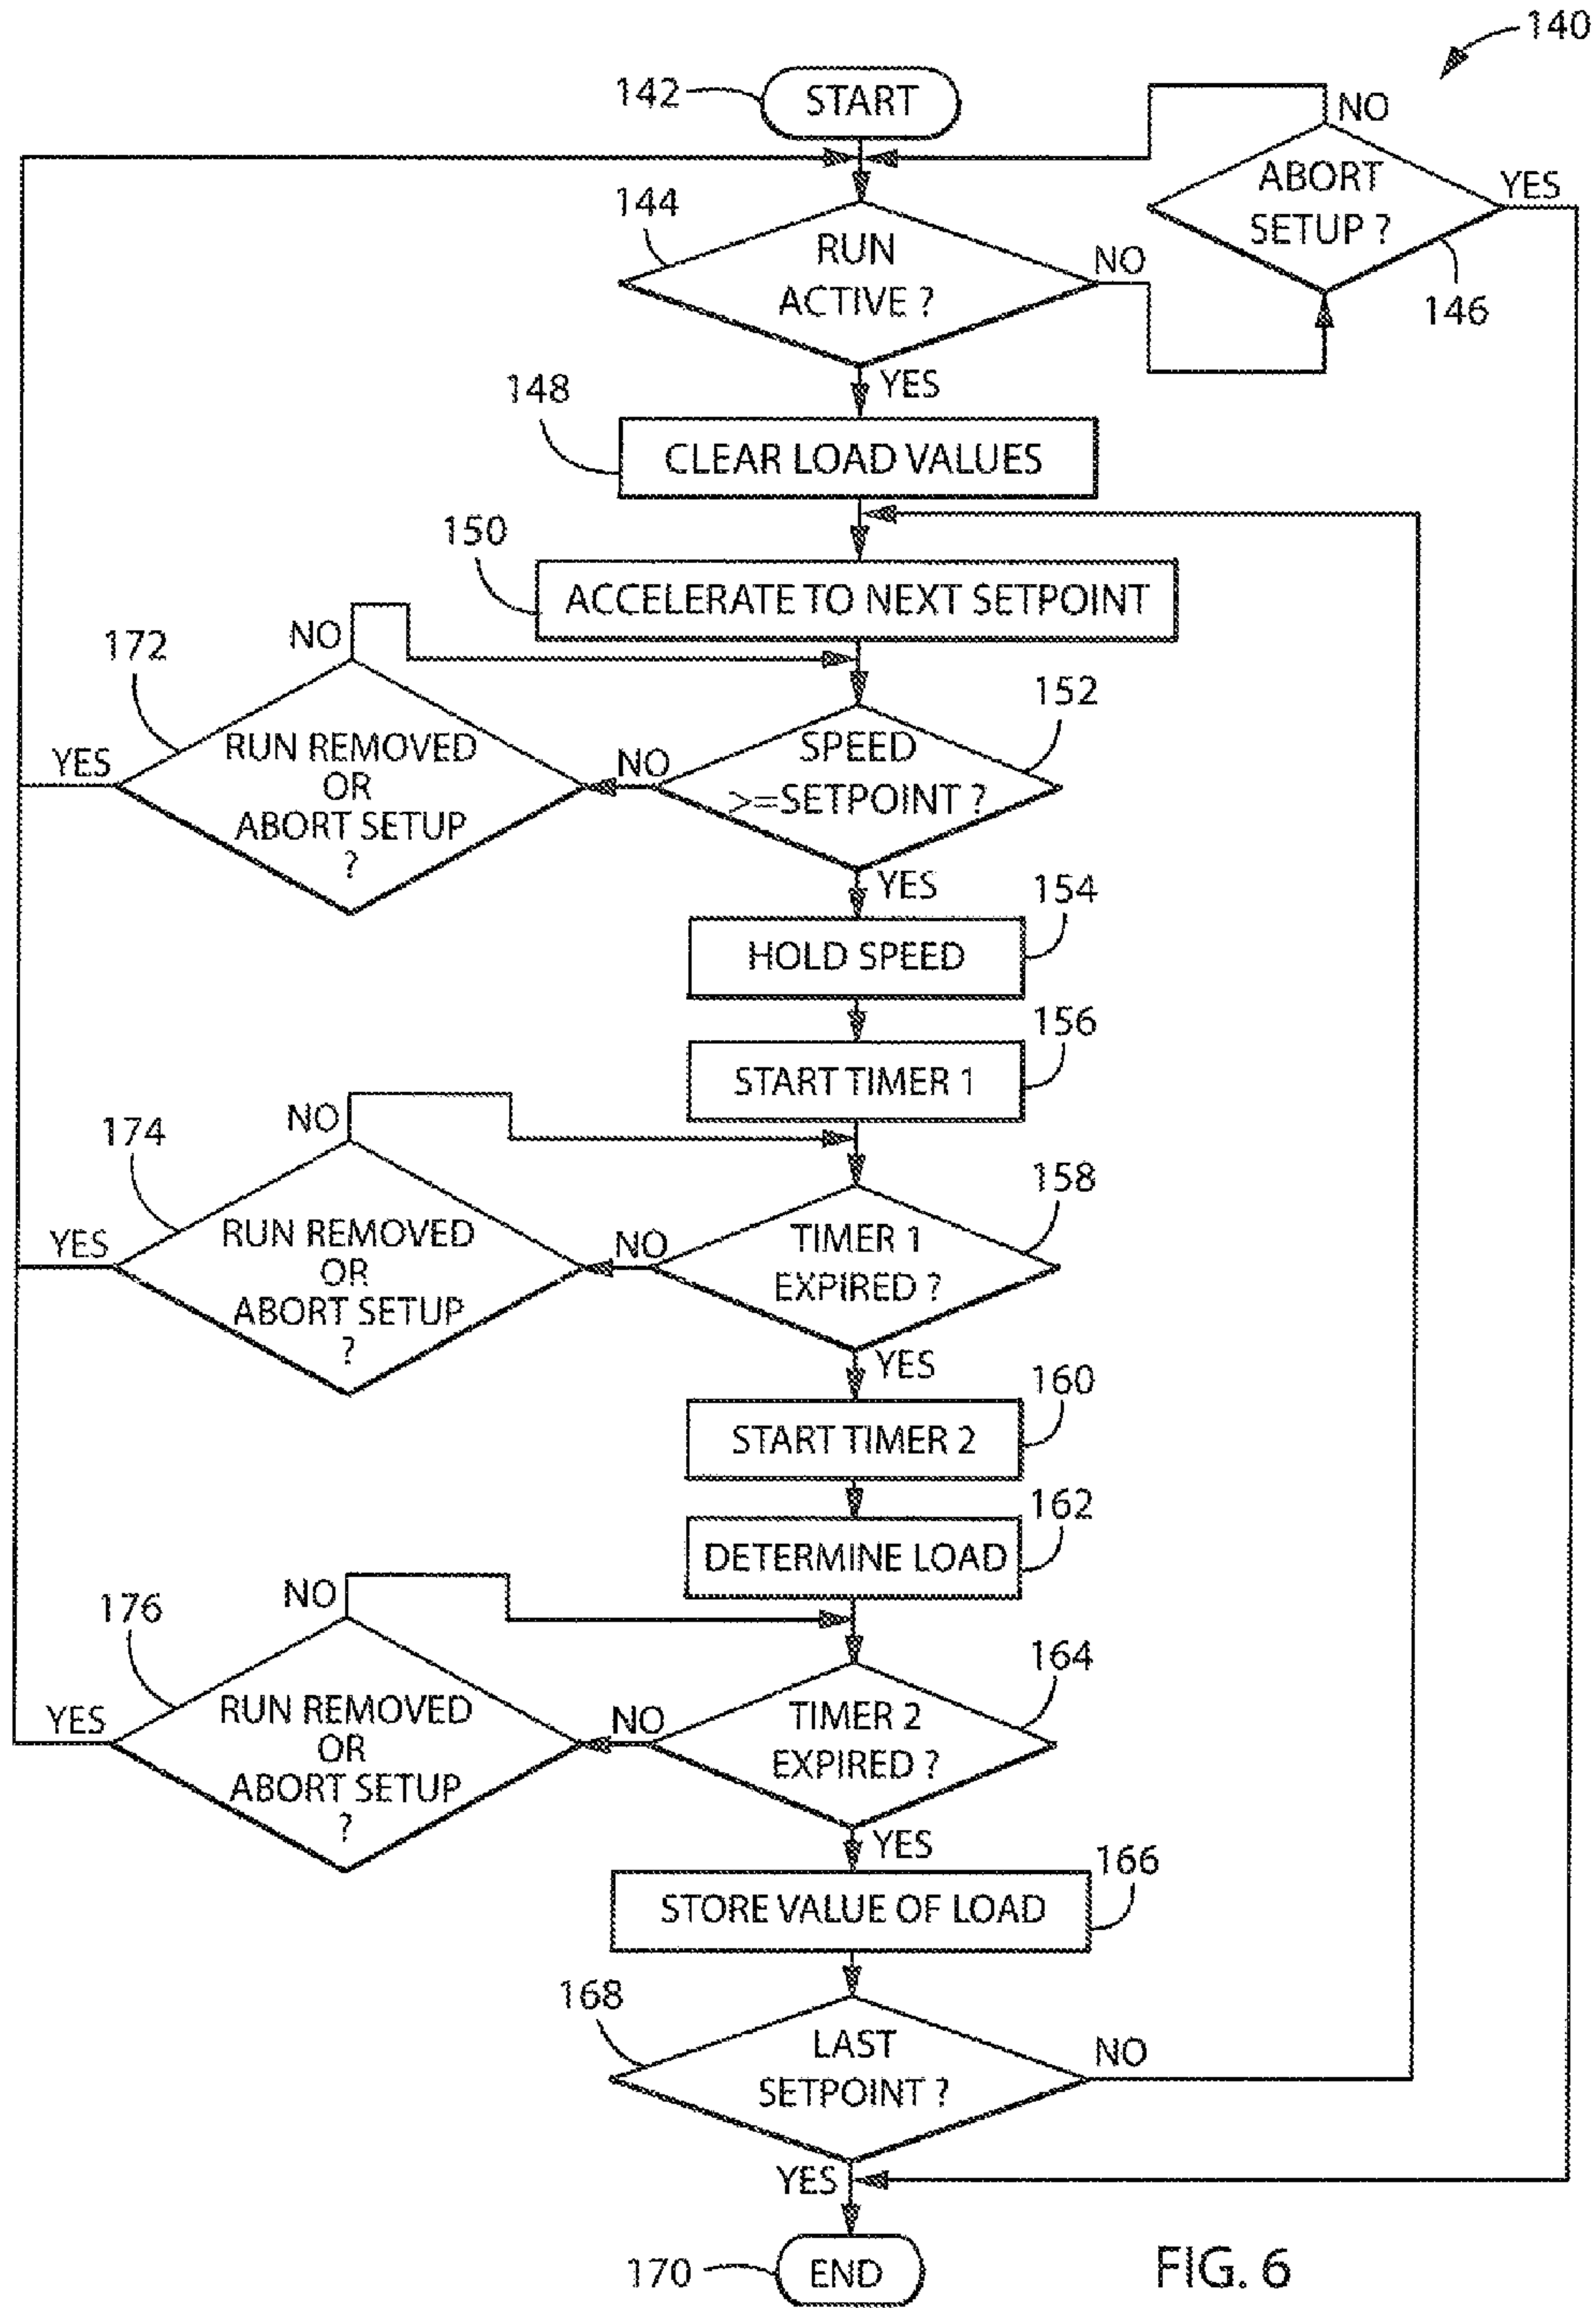 140
142
START
NO
ABORT
SETUP ?
YES
146
144
RUN
ACTIVE ?
NO
YES
148
CLEAR LOAD VALUES
150
ACCELERATE TO NEXT SETPOINT
172
NO
YES
RUN REMOVED
OR
ABORT SETUP
?
NO
152
SPEED
>=SETPOINT ?
YES
154
HOLD SPEED
156
START TIMER 1
174
NO
YES
RUN REMOVED
OR
ABORT SETUP
?
NO
158
TIMER 1
EXPIRED ?
YES
160
START TIMER 2
162
DETERMINE LOAD
176
NO
YES
RUN REMOVED
OR
ABORT SETUP
?
NO
164
TIMER 2
EXPIRED ?
YES
166
STORE VALUE OF LOAD
168
LAST
SETPOINT ?
NO
YES
170
END
FIG. 6